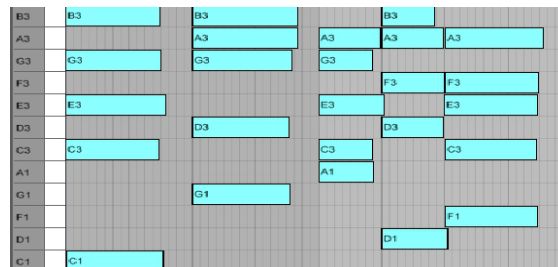 B3 B3 B3 B3
A3 A3 A3 A3 A3
G3 G3 G3 G3
F3 F3 F3
E3 E3 E3 E3
D3 D3 D3
C3 C3 C3 C3
A1 A1
G1 G1
F1 F1
D1 D1
C1 C1